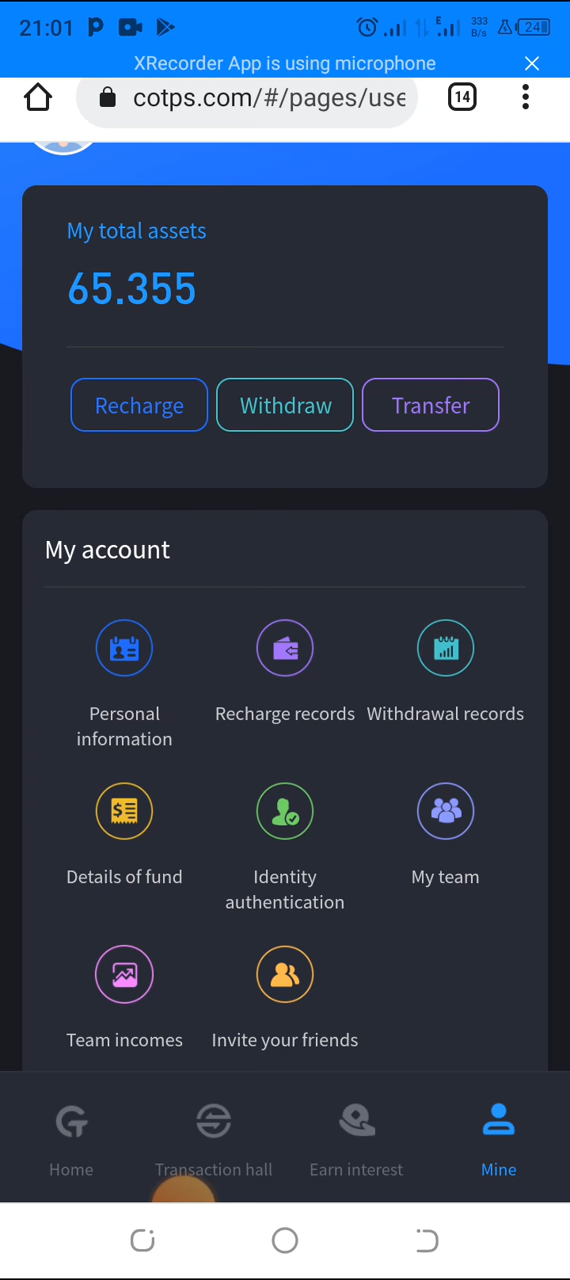 21:01
E
333
B/s
24
XRecorder App is using microphone
cotps.com/#/pages/use
14
My total assets
65.355
Recharge
Withdraw
Transfer
My account
Personal
information
Recharge records
Withdrawal records
Details of fund
Identity
authentication
My team
Team incomes
Invite your friends
Home
Transaction hall
Earn interest
Mine